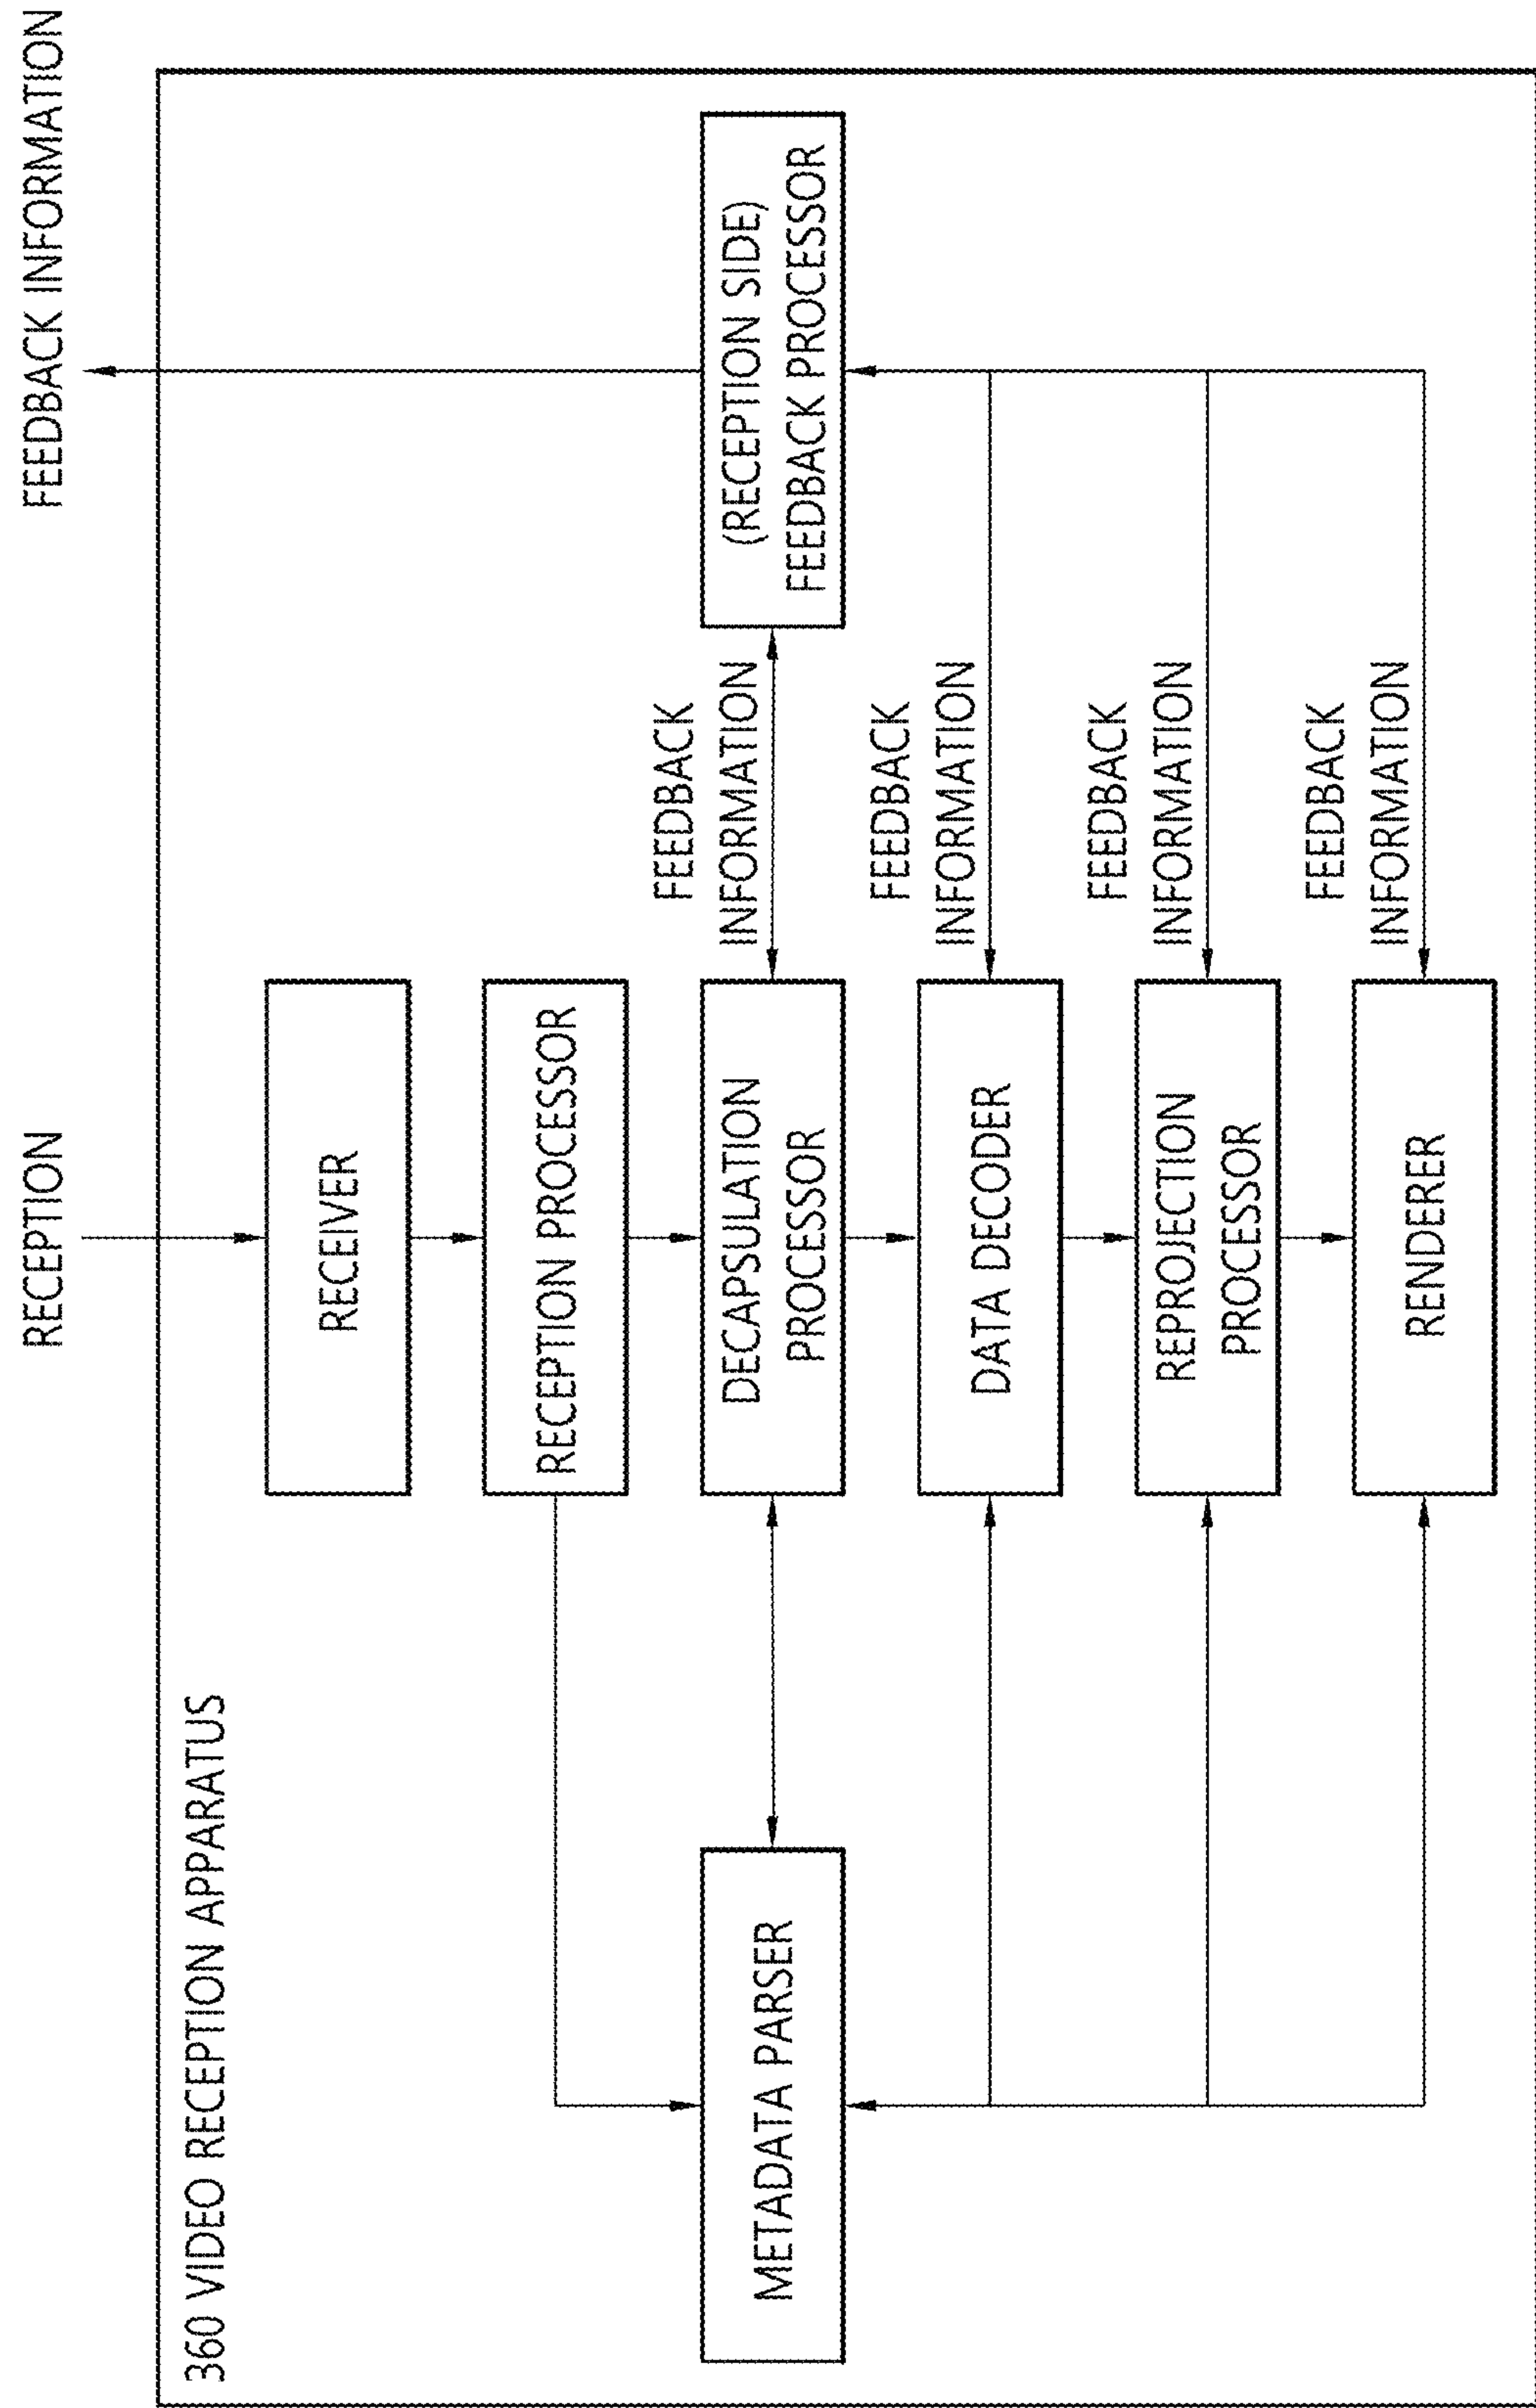 RECEPTION
FEEDBACK INFORMATION
360 VIDEO RECEPTION APPARATUS
RECEIVER
RECEPTION PROCESSOR
METADATA PARSER
DECAPSULATION
PROCESSOR
FEEDBACK
INFORMATION
(RECEPTION SIDE)
FEEDBACK PROCESSOR
DATA DECODER
FEEDBACK
INFORMATION
REPROJECTION
PROCESSOR
FEEDBACK
INFORMATION
RENDERER
FEEDBACK
INFORMATION